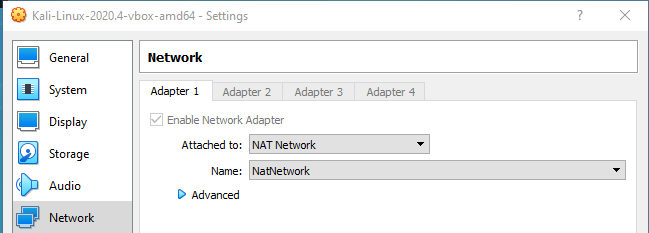 Kali-Linux-2020.4-vbox-amd64 - Settings
General
System
Display
Storage
Audio
Network
Network
Adapter 1 Adapter 2 Adapter 3 Adapter 4
Enable Network Adapter
Attached to: NAT Network
Name: NatNetwork
Advanced